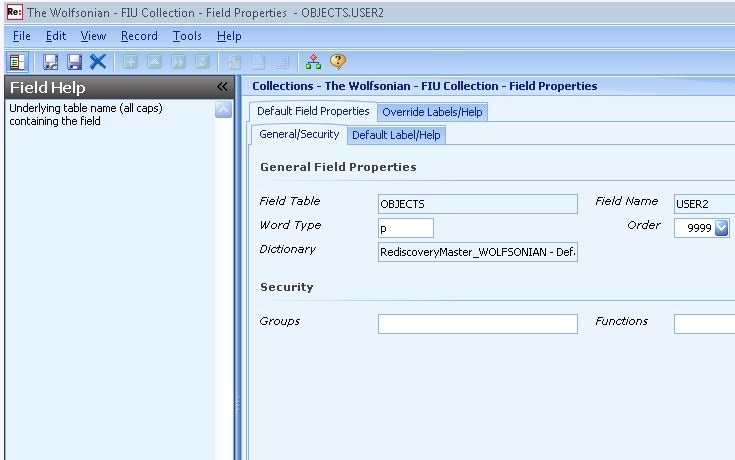 Re: The Wolfsonian - FIU Collection - Field Properties - OBJECTS.USER2
File Edit View Record Tools Help
Field Help «
Underlying table name (all caps)
containing the field
Collections - The Wolfsonian - FIU Collection - Field Properties
Default Field Properties Override Labels/Help
General/Security Default Label/Help
General Field Properties
Field Table OBJECTS Field Name USER2
Word Type p Order 9999
Dictionary RediscoveryMaster_WOLFSONIAN - Def.
Security
Groups Functions